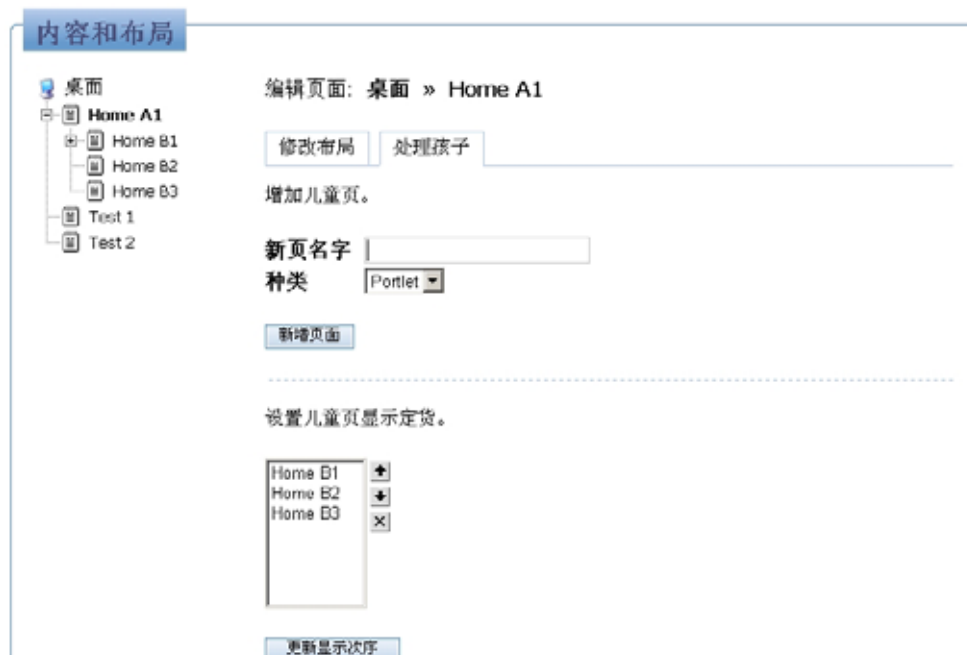 内容和布局
桌面
Home A1
Home B1
Home B2
Home B3
Test 1
Test 2
编辑页面: 桌面 » Home A1
修改布局 处理孩子
增加儿童页。
新页名字
种类 Portlet
新增页面
设置儿童页显示定货。
Home B1
Home B2
Home B3
更新显示次序